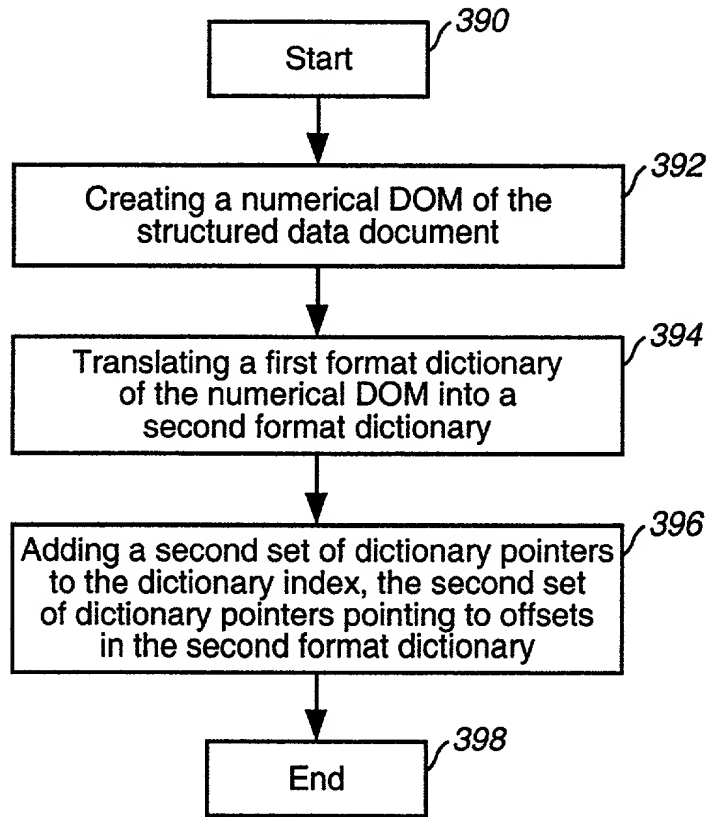 390
Start
392
Creating a numerical DOM of the
structured data document
394
Translating a first format dictionary
of the numerical DOM into a
second format dictionary
396
Adding a second set of dictionary pointers
to the dictionary index, the second set
of dictionary pointers pointing to offsets
in the second format dictionary
398
End